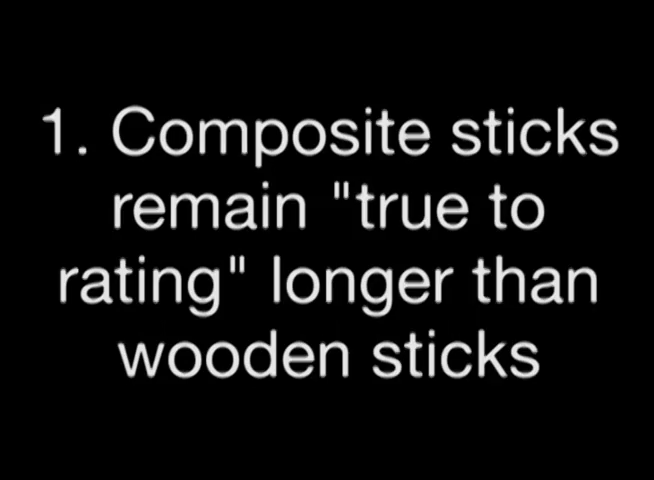 1. Composite sticks
remain "true to
rating" longer than
wooden sticks